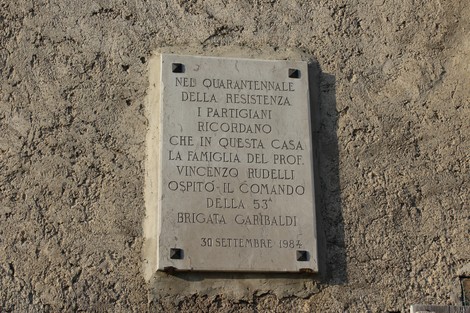 NEL QUARANTENNALE
DELLA RESISTENZA
I PARTIGIANI
RICORDANO
CHE IN QUESTA CASA
LA FAMIGLIA DEL PROF.
VINCENZO RUDELLI
OSPITO' IL COMANDO
DELLA 53ª
BRIGATA GARIBALDI
30 SETTEMBRE 1984